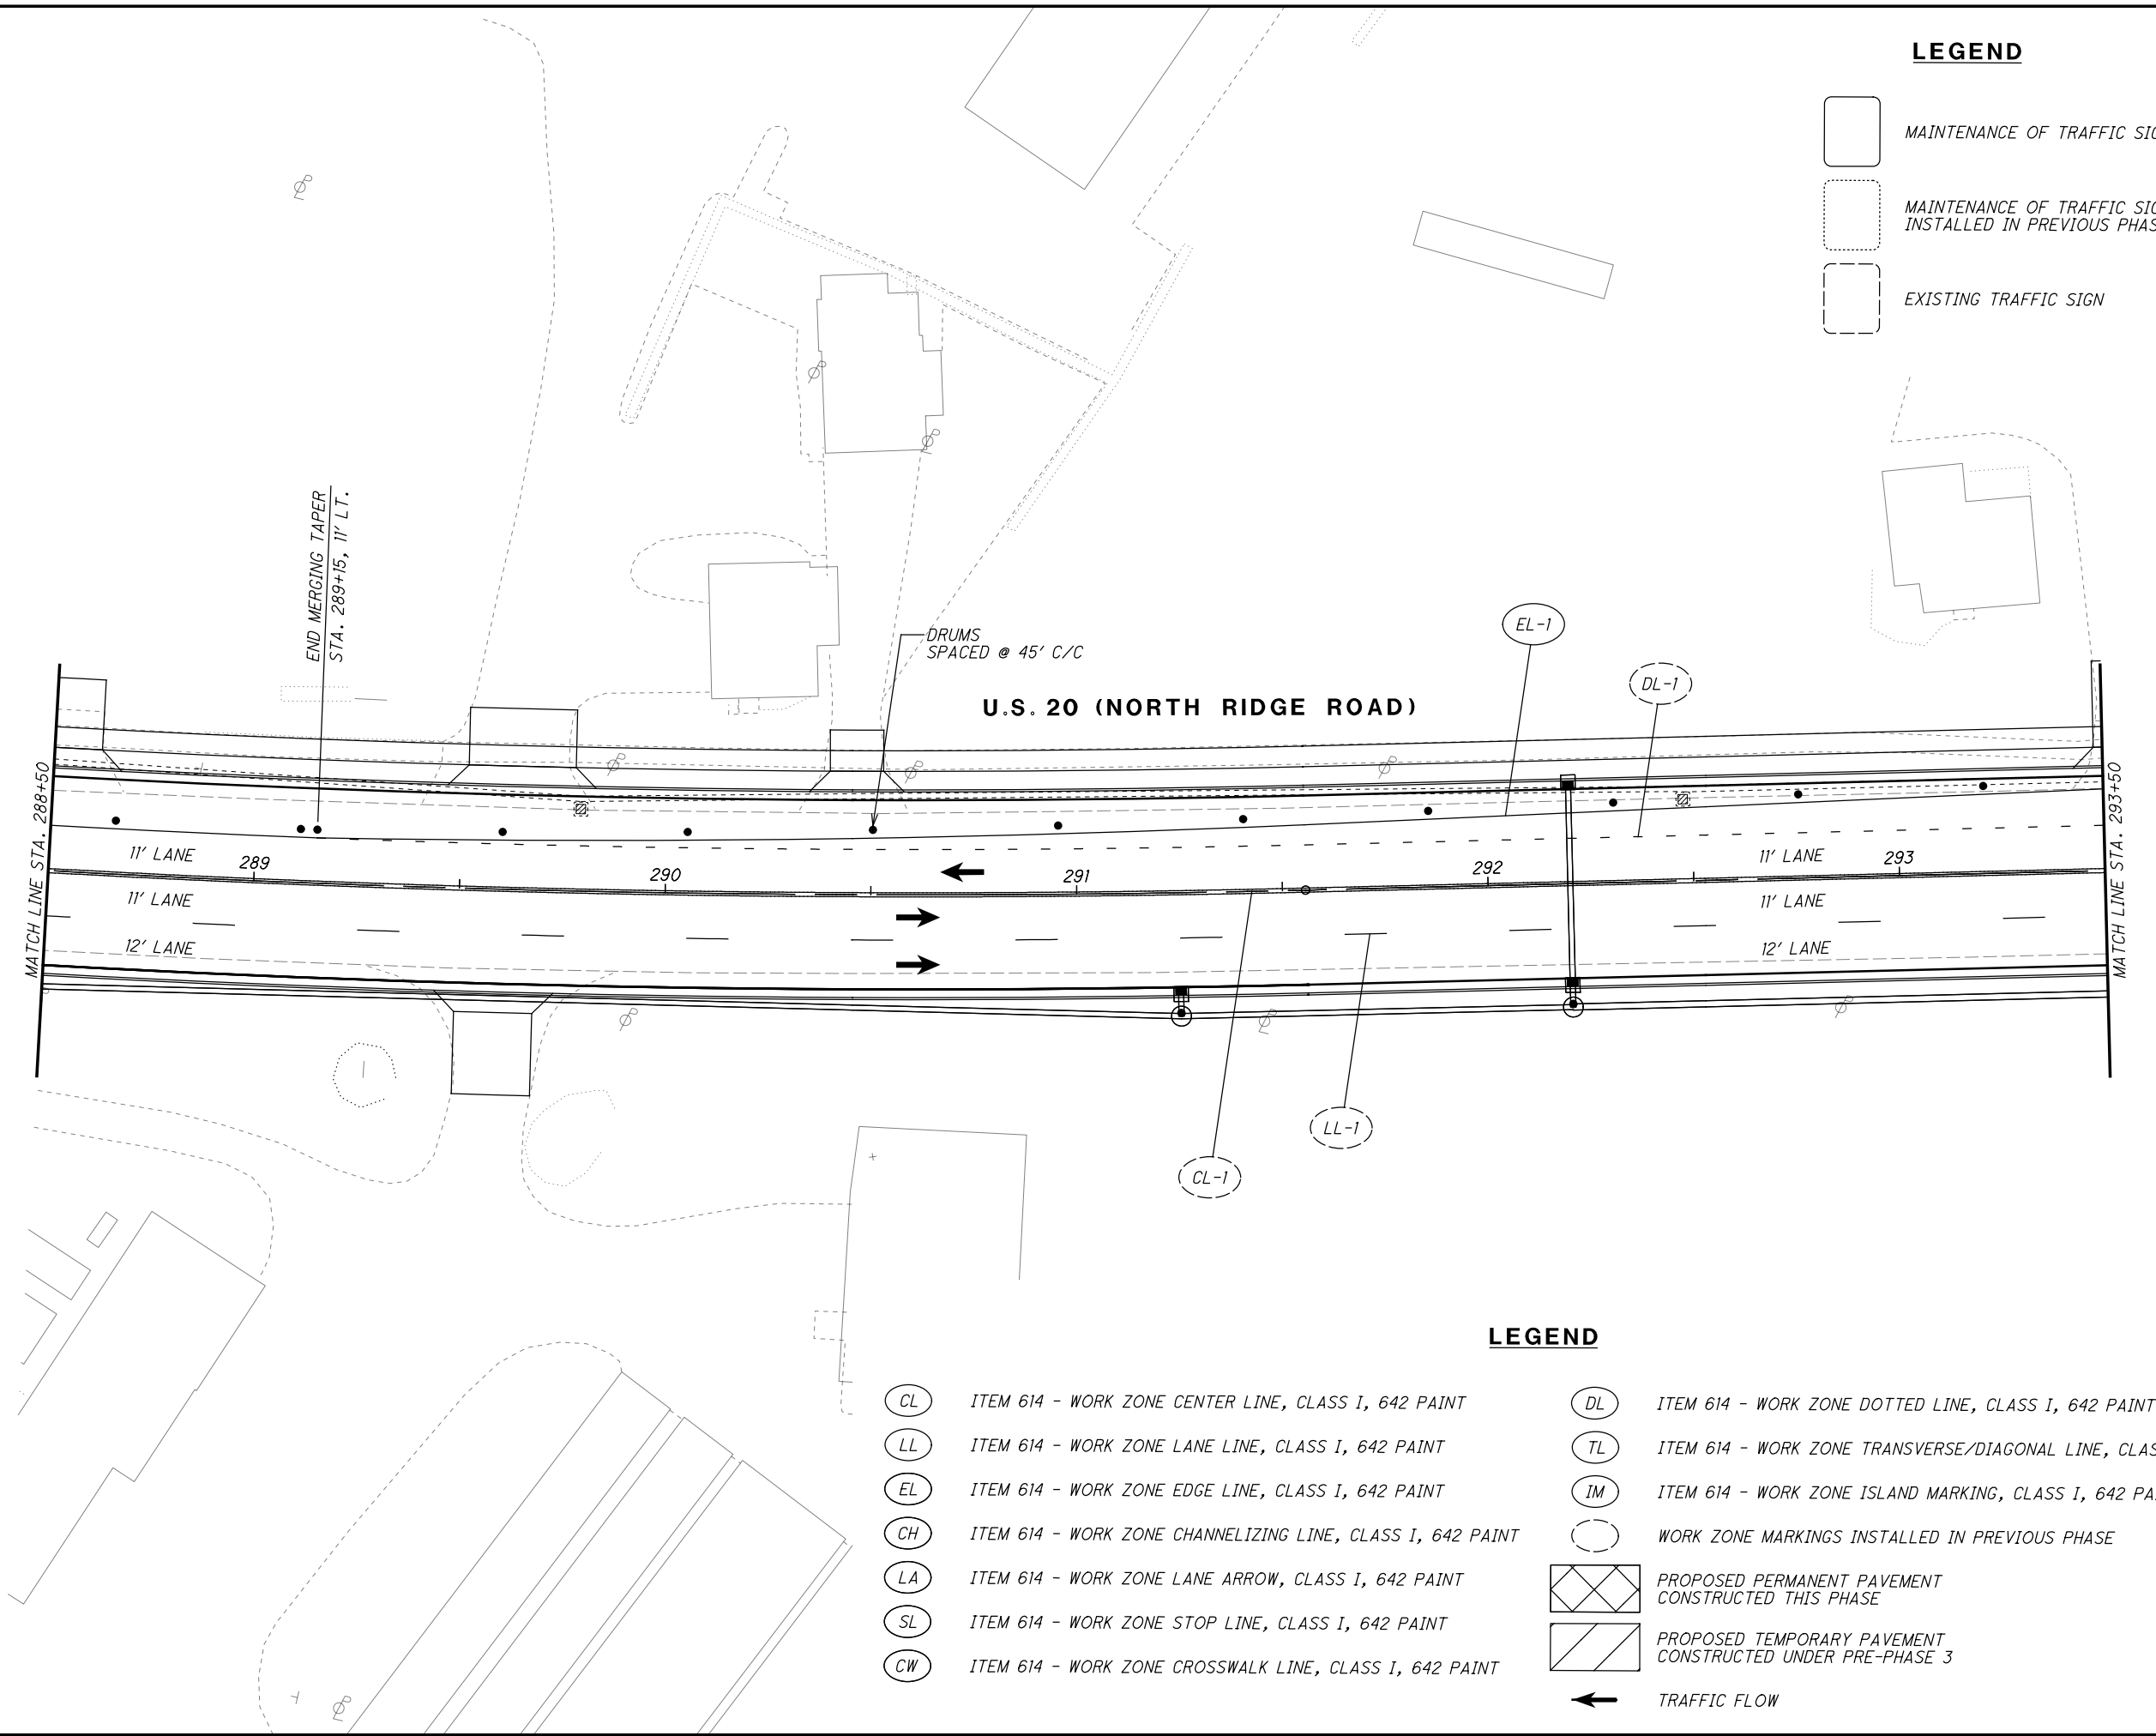 LEGEND
MAINTENANCE OF TRAFFIC
MAINTENANCE OF TRAFFIC
INSTALLED IN PREVIOUS
EXISTING TRAFFIC SIGN
END MERGING TAPER
STA. 289+15, 11' LT.
DRUMS
SPACED @ 45' C/C
EL-1
DL-1
U.S. 20 (NORTH RIDGE ROAD)
MATCH LINE STA. 288+50
MATCH LINE STA. 293+50
11' LANE
289
290
291
292
11' LANE
293
11' LANE
11' LANE
12' LANE
12' LANE
LL-1
CL-1
LEGEND
CL ITEM 614 - WORK ZONE CENTER LINE, CLASS I, 642 PAINT
LL ITEM 614 - WORK ZONE LANE LINE, CLASS I, 642 PAINT
EL ITEM 614 - WORK ZONE EDGE LINE, CLASS I, 642 PAINT
CH ITEM 614 - WORK ZONE CHANNELIZING LINE, CLASS I, 642 PAINT
LA ITEM 614 - WORK ZONE LANE ARROW, CLASS I, 642 PAINT
SL ITEM 614 - WORK ZONE STOP LINE, CLASS I, 642 PAINT
CW ITEM 614 - WORK ZONE CROSSWALK LINE, CLASS I, 642 PAINT
DL ITEM 614 - WORK ZONE DOTTED LINE, CLASS I, 642 PAINT
TL ITEM 614 - WORK ZONE TRANSVERSE/DIAGONAL LINE,
IM ITEM 614 - WORK ZONE ISLAND MARKING, CLASS I, 642
WORK ZONE MARKINGS INSTALLED IN PREVIOUS PHASE
PROPOSED PERMANENT PAVEMENT
CONSTRUCTED THIS PHASE
PROPOSED TEMPORARY PAVEMENT
CONSTRUCTED UNDER PRE-PHASE 3
TRAFFIC FLOW